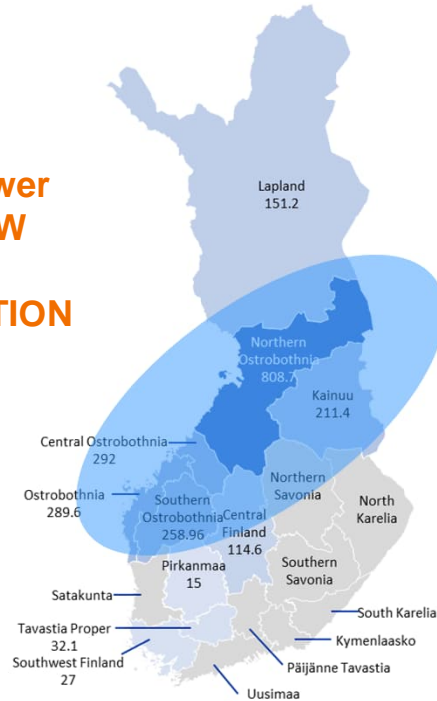 wer
W
TION
Lapland
151.2
Northern
Ostrobothnia
808.7
Kainuu
211.4
Central Ostrobothnia
292
Northern
Savonia
Ostrobothnia
289.6
Southern
Ostrobothnia
258.96
Central
Finland
114.6
North
Karelia
Pirkanmaa
15
Southern
Savonia
Satakunta
South Karelia
Tavastia Proper
32.1
Kymenlaasko
Southwest Finland
27
Päijänne Tavastia
Uusimaa